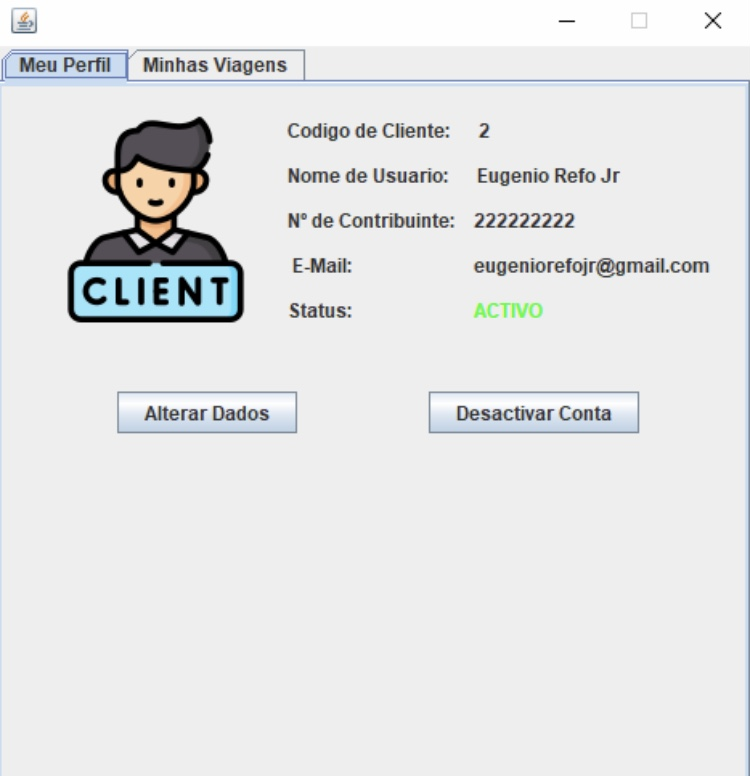 Meu Perfil Minhas Viagens
Codigo de Cliente: 2
Nome de Usuario: Eugenio Refo Jr
Nº de Contribuinte: 222222222
E-Mail: eugeniorefojr@gmail.com
CLIENT
Status: ACTIVO
Alterar Dados Desactivar Conta